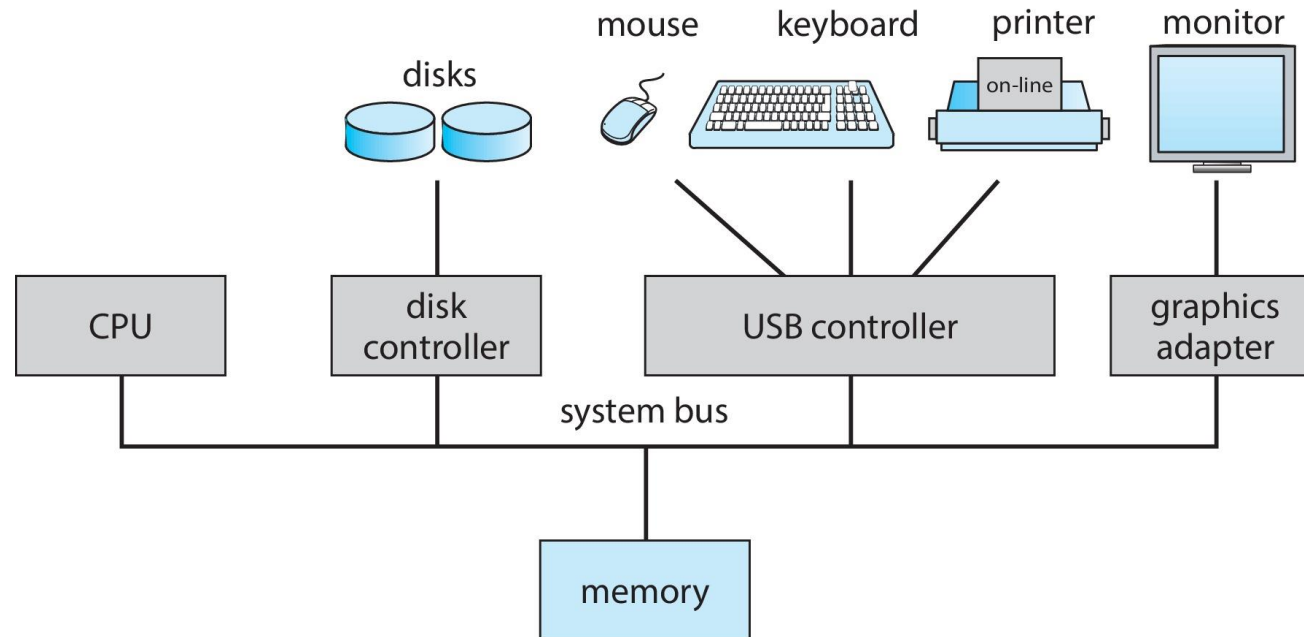 mouse
keyboard
printer
monitor
disks
on-line
CPU
disk
controller
USB controller
graphics
adapter
system bus
memory